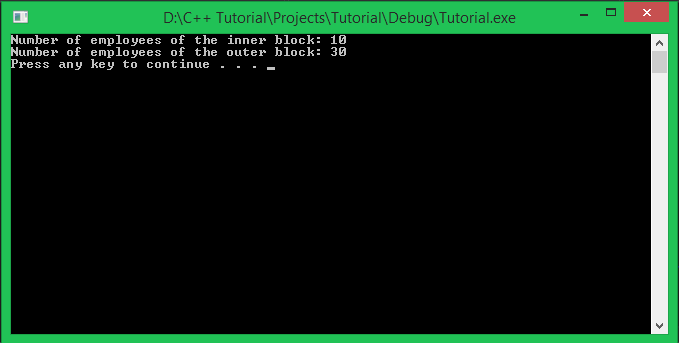 D:\C++ Tutorial\Projects\Tutorial\Debug\Tutorial.exe
Number of employees of the inner block: 10
Number of employees of the outer block: 30
Press any key to continue . . . _